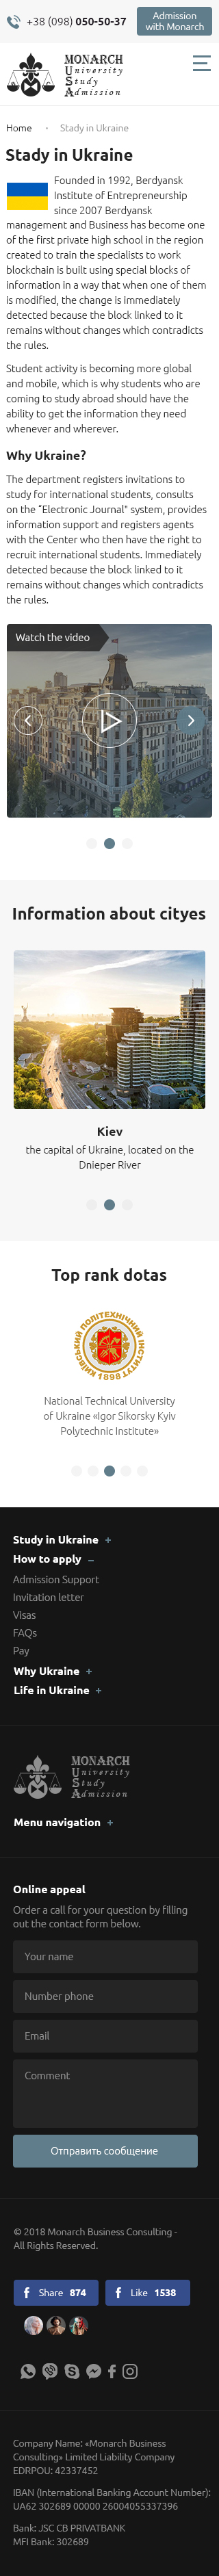 +38 (098) 050-50-37
Admission
with Monarch
MONARCH
University
Study
Admission
Home · Stady in Ukraine
Stady in Ukraine
Founded in 1992, Berdyansk
Institute of Entrepreneurship
since 2007 Berdyansk
management and Business has become one
of the first private high school in the region
created to train the specialists to work
blockchain is built using special blocks of
information in a way that when one of them
is modified, the change is immediately
detected because the block linked to it
remains without changes which contradicts
the rules.
Student activity is becoming more global
and mobile, which is why students who are
coming to study abroad should have the
ability to get the information they need
wenewer and wherever.
Why Ukraine?
The department registers invitations to
study for international students, consults
on the "Electronic Journal" system, provides
information support and registers agents
with the Center who then have the right to
recruit international students. Immediately
detected because the block linked to it
remains without changes which contradicts
the rules.
Watch the video
Information about cityes
Kiev
the capital of Ukraine, located on the
Dnieper River
Top rank dotas
National Technical University
of Ukraine «Igor Sikorsky Kyiv
Polytechnic Institute»
Study in Ukraine +
How to apply –
Admission Support
Invitation letter
Visas
FAQs
Pay
Why Ukraine +
Life in Ukraine +
MONARCH
University
Study
Admission
Menu navigation +
Online appeal
Order a call for your question by filling
out the contact form below.
Your name
Number phone
Email
Comment
Отправить сообщение
© 2018 Monarch Business Consulting -
All Rights Reserved.
Share 874
Like 1538
Company Name: «Monarch Business
Consulting» Limited Liability Company
EDRPOU: 42337452
IBAN (International Banking Account Number):
UA62 302689 00000 26004055337396
Bank: JSC CB PRIVATBANK
MFI Bank: 302689